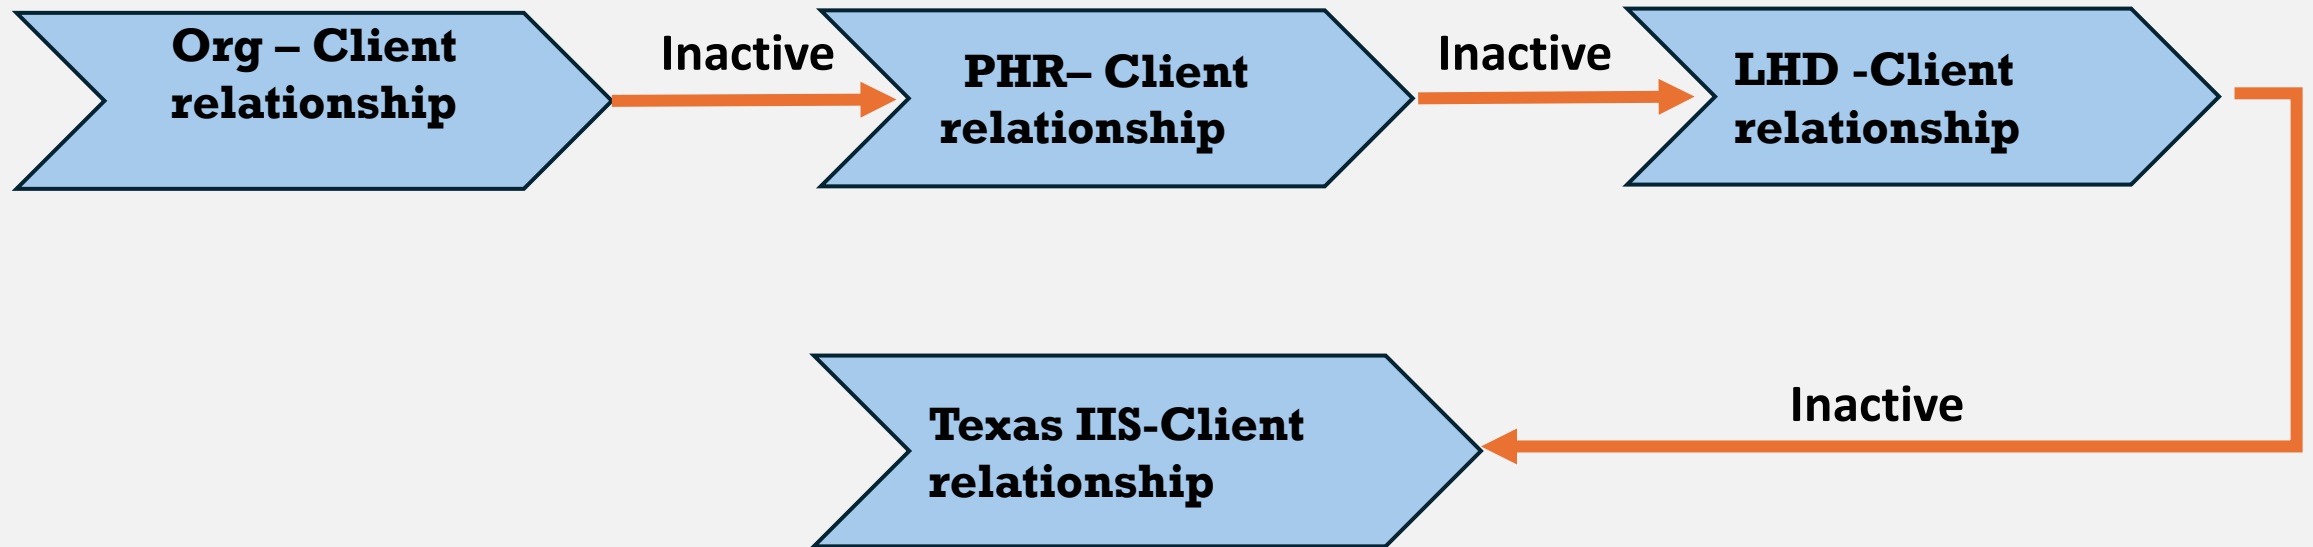 Org – Client
relationship
Inactive
PHR– Client
relationship
Inactive
LHD -Client
relationship
Inactive
Texas IIS-Client
relationship